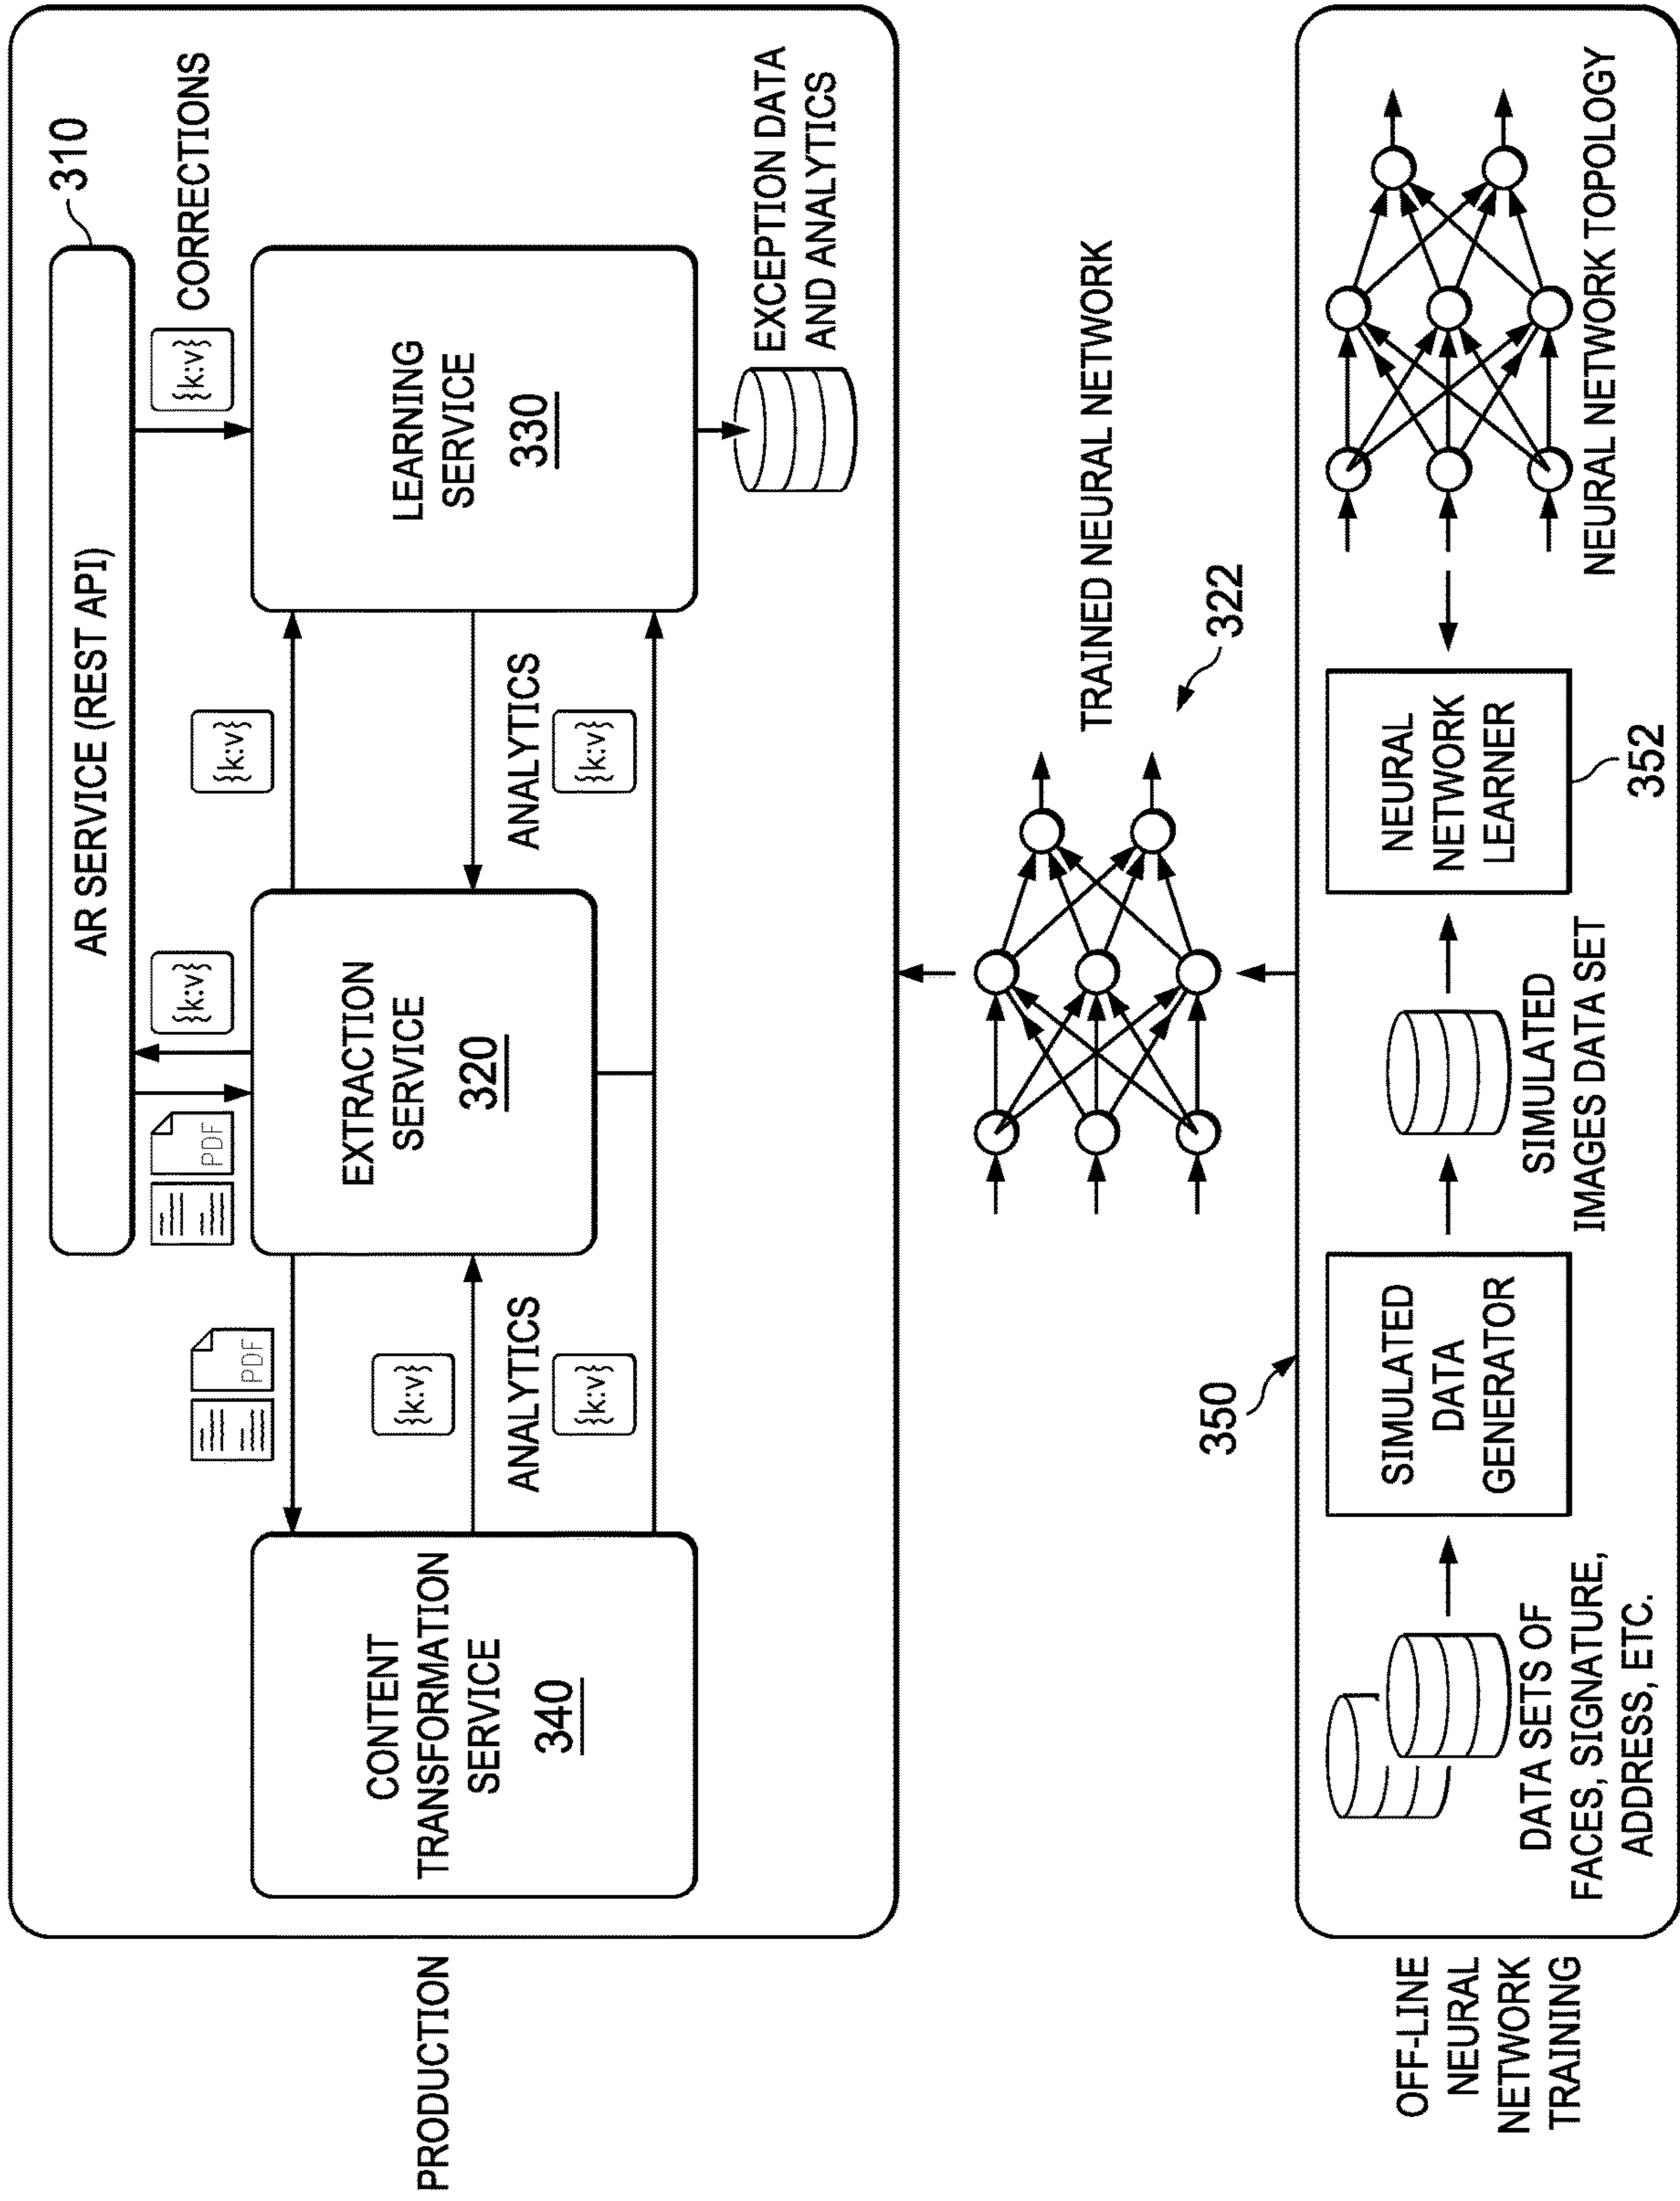 PRODUCTION
AR SERVICE (REST API)
310
PDF
{k:v}
{k:v}
CORRECTIONS
PDF
{k:v}
{k:v}
CONTENT
TRANSFORMATION
SERVICE
340
{k:v}
ANALYTICS
{k:v}
EXTRACTION
SERVICE
320
ANALYTICS
{k:v}
LEARNING
SERVICE
330
EXCEPTION DATA
AND ANALYTICS
TRAINED NEURAL NETWORK
322
350
OFF-LINE
NEURAL
NETWORK
TRAINING
DATA SETS OF
FACES, SIGNATURE,
ADDRESS, ETC.
SIMULATED
DATA
GENERATOR
SIMULATED
IMAGES DATA SET
NEURAL
NETWORK
LEARNER
352
NEURAL NETWORK TOPOLOGY